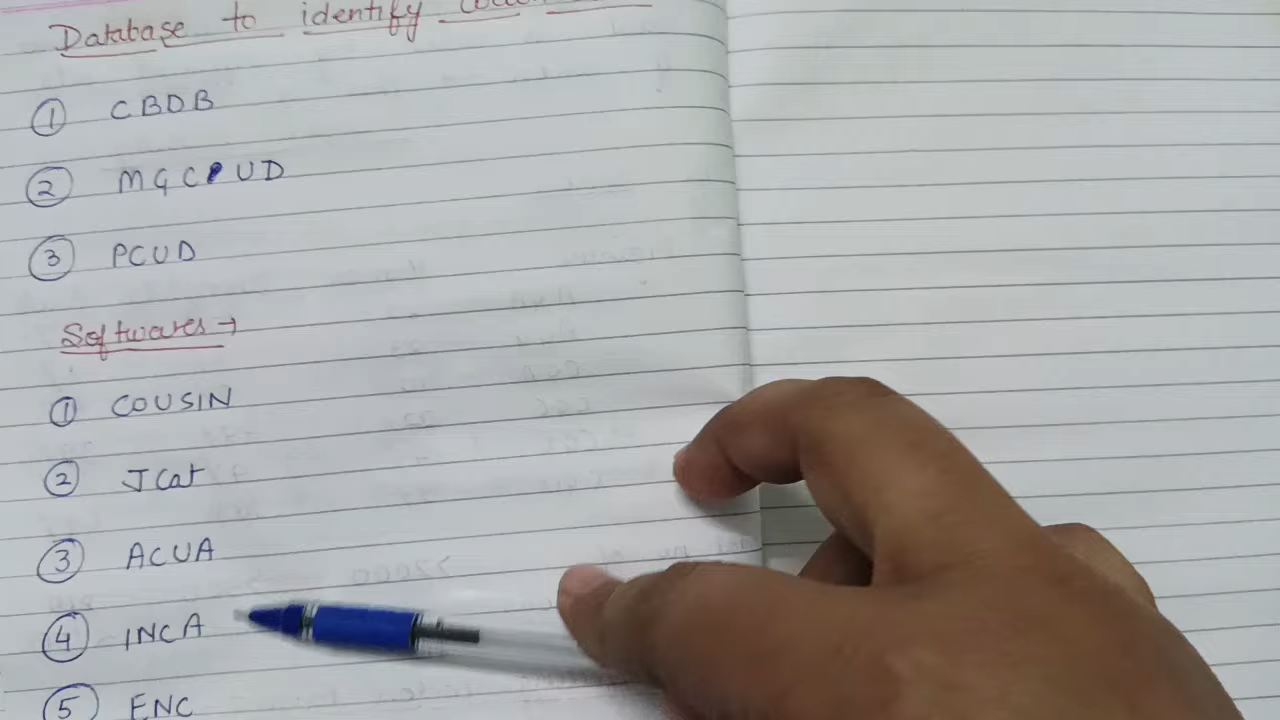 Database to identify
① CBDB
② MGCPUD
③ PCUD
Softwares →
① COUSIN
② JCat
③ ACUA
④ INCA
⑤ ENC